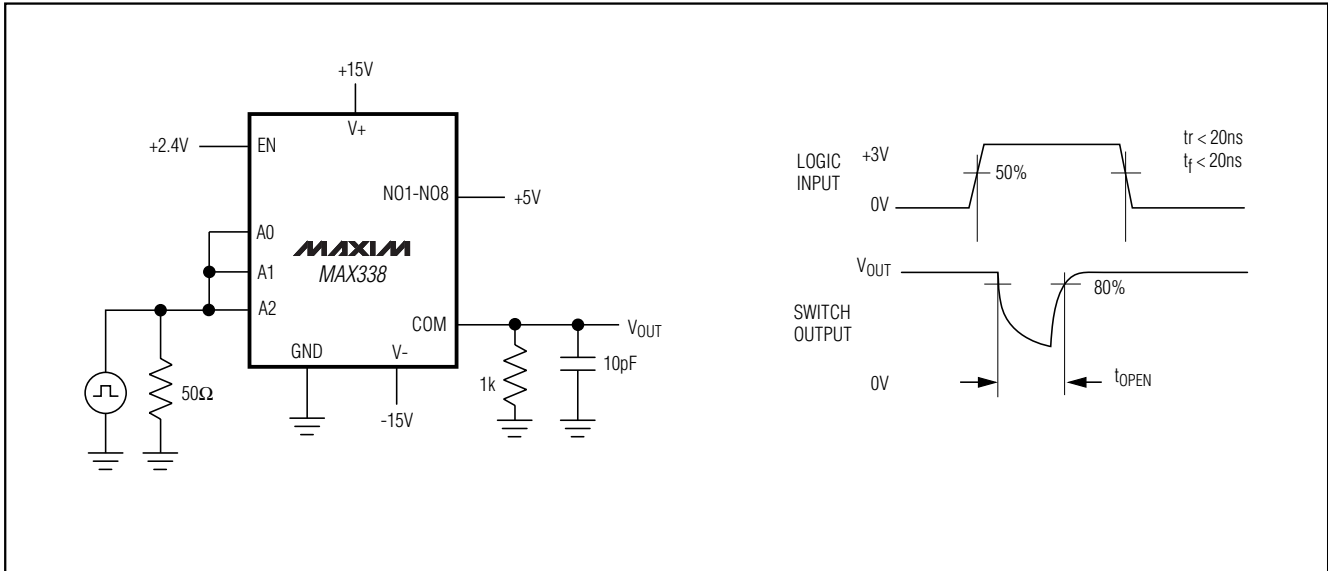 +15V
V+
+2.4V
EN
NO1-NO8
+5V
A0
MAXIM
A1
MAX338
A2
COM
VOUT
GND
V-
50Ω
1k
10pF
-15V
LOGIC
INPUT
+3V
50%
0V
tr < 20ns
tf < 20ns
VOUT
80%
SWITCH
OUTPUT
0V
tOPEN